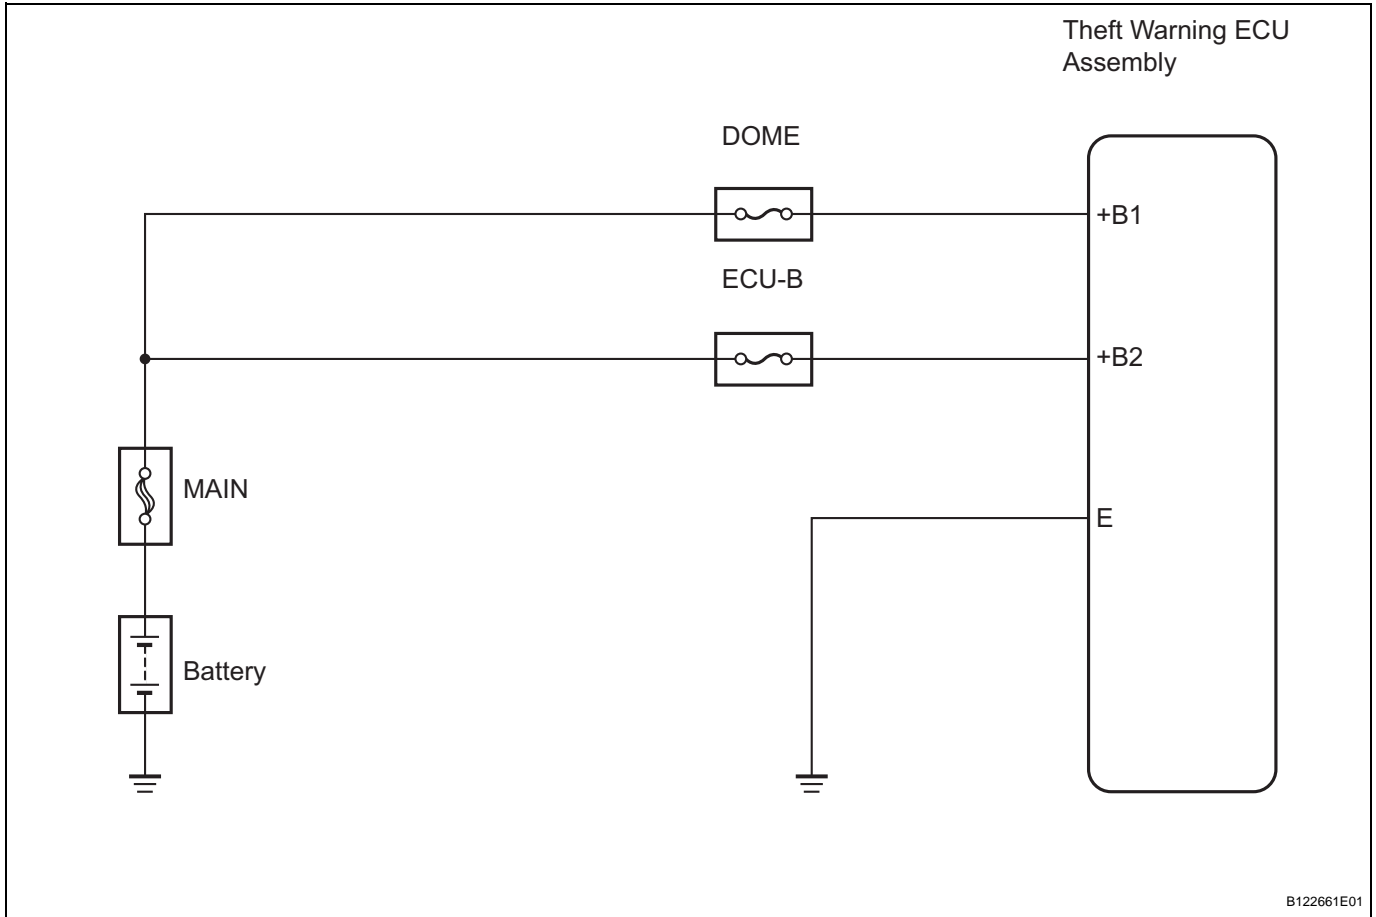 Theft Warning ECU
Assembly
DOME
+B1
ECU-B
+B2
MAIN
E
Battery
B122661E01